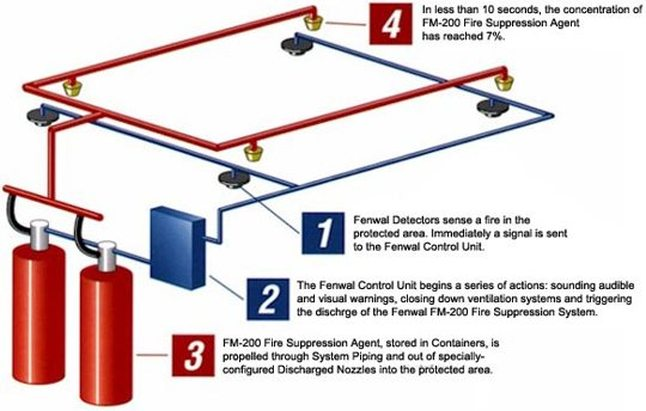 4
In less than 10 seconds, the concentration of
FM-200 Fire Suppression Agent
has reached 7%.
1
Fenwal Detectors sense a fire in the
protected area. Immediately a signal is sent
to the Fenwal Control Unit.
2
The Fenwal Control Unit begins a series of actions: sounding audible
and visual warnings, closing down ventilation systems and triggering
the dischrge of the Fenwal FM-200 Fire Suppression System.
3
FM-200 Fire Suppression Agent, stored in Containers, is
propelled through System Piping and out of specially-
configured Discharged Nozzles into the protected area.